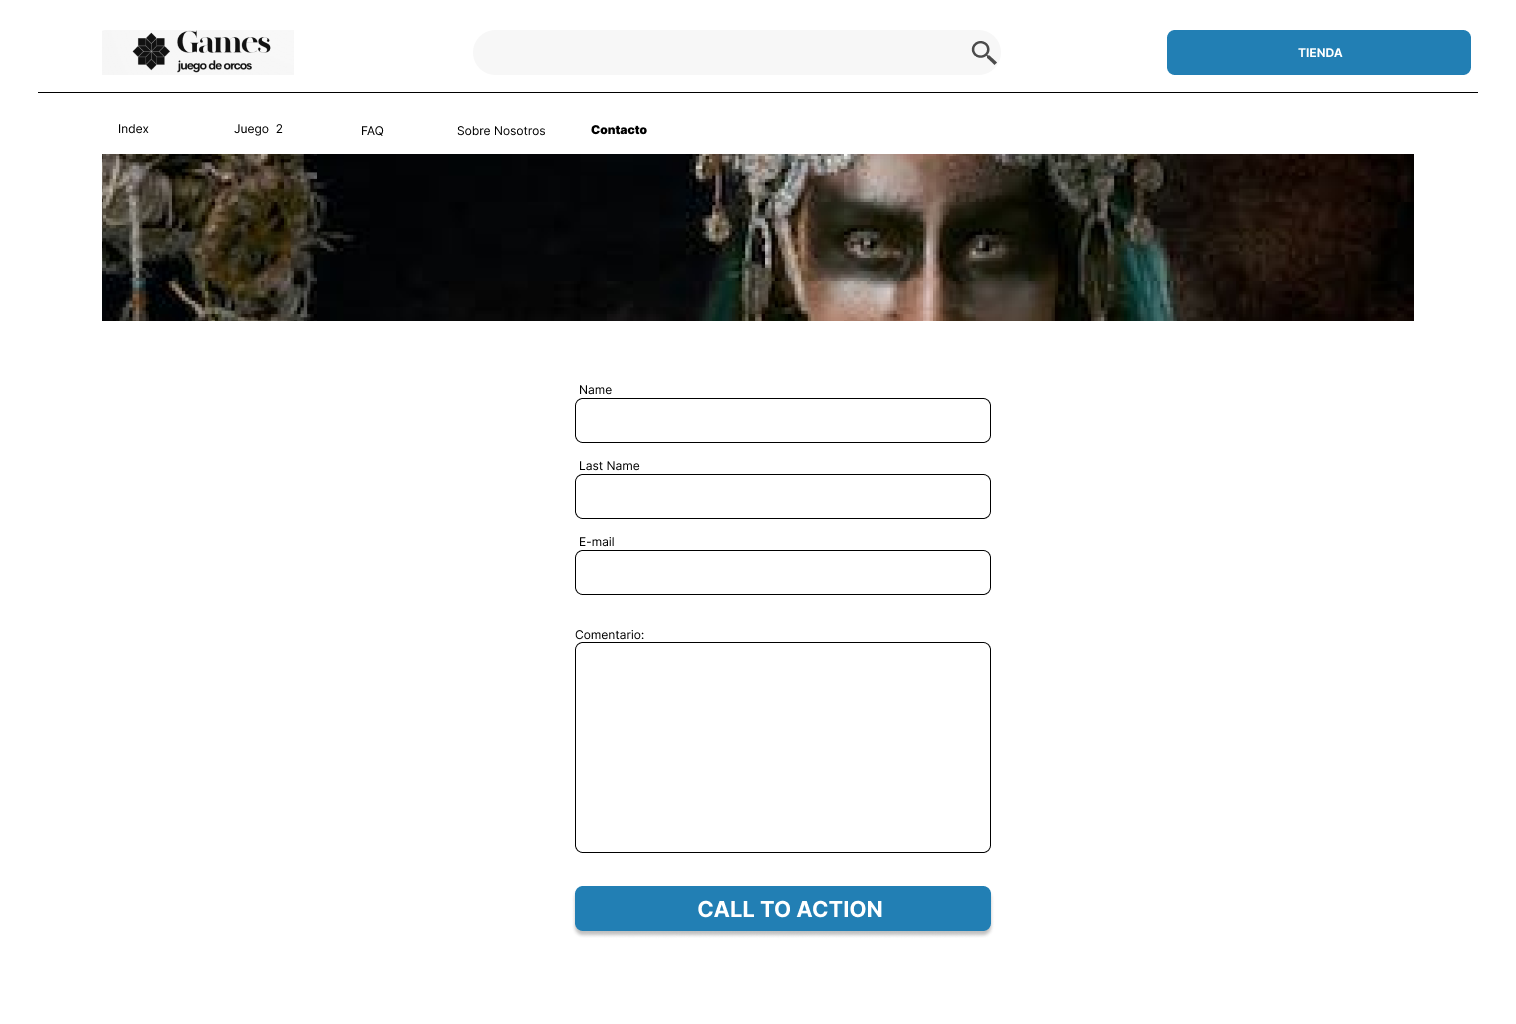 Games
juego de orcos
TIENDA
Index
Juego  2
FAQ
Sobre Nosotros
Contacto
Name
Last Name
E-mail
Comentario:
CALL TO ACTION